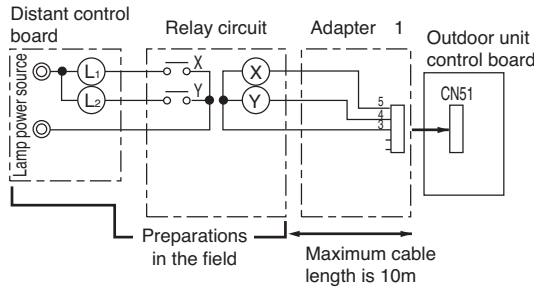 Distant control
board
Relay circuit
Adapter 1
Outdoor unit
control board
Lamp power source
L1
L2
X
Y
X
Y
5
4
3
CN51
Preparations
in the field
Maximum cable
length is 10m